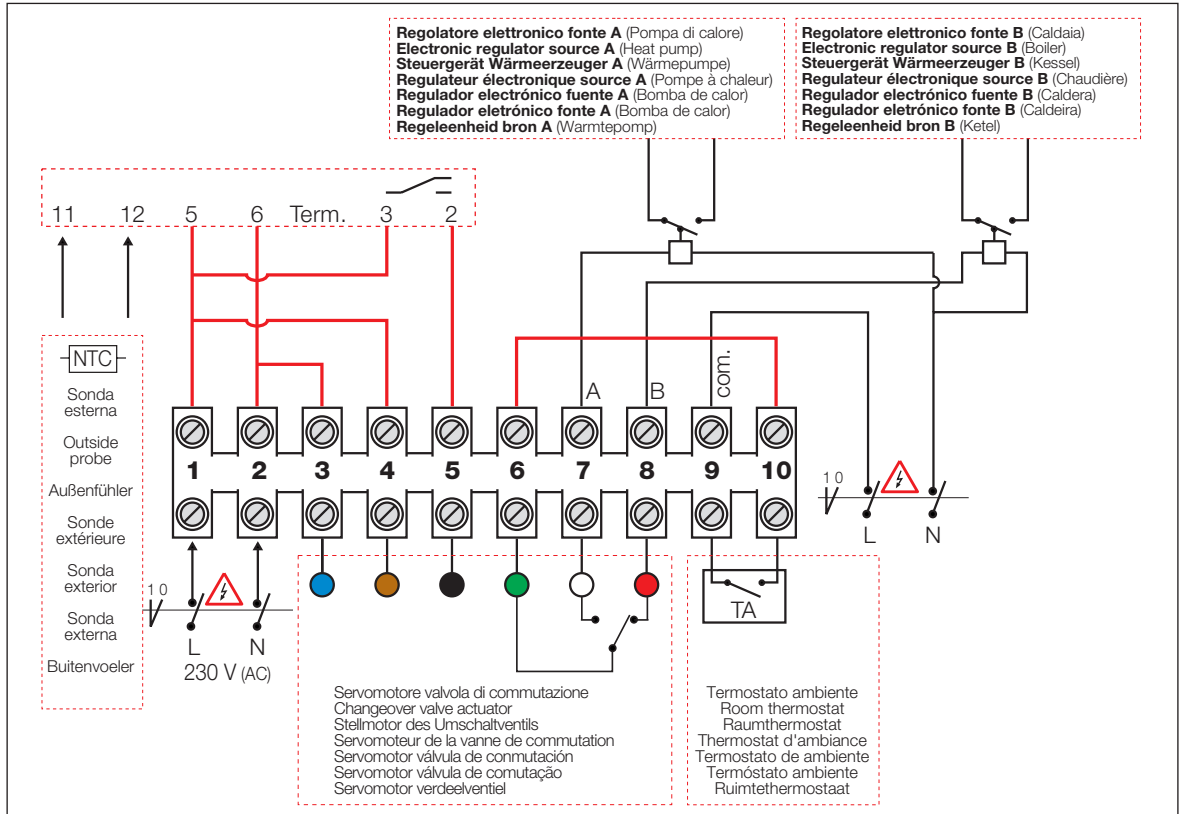 Regolatore elettronico fonte A (Pompa di calore)
Electronic regulator source A (Heat pump)
Steuergerät Wärmeerzeuger A (Wärmepumpe)
Regulateur électronique source A (Pompe à chaleur)
Regulador electrónico fuente A (Bomba de calor)
Regulador eletrónico fonte A (Bomba de calor)
Regeleenheid bron A (Warmtepomp)
Regolatore elettronico fonte B (Caldaia)
Electronic regulator source B (Boiler)
Steuergerät Wärmeerzeuger B (Kessel)
Regulateur électronique source B (Chaudière)
Regulador electrónico fuente B (Caldera)
Regulador eletrónico fonte B (Caldeira)
Regeleenheid bron B (Ketel)
11 12 5 6 Term. 3 2
NTC
Sonda
esterna
Outside
probe
Außenfühler
Sonde
extérieure
Sonda
exterior
Sonda
externa
Buitenvoeler
A B com.
1 2 3 4 5 6 7 8 9 10
1 0
L N
230 V (AC)
1 0
L N
TA
Servomotore valvola di commutazione
Changeover valve actuator
Stellmotor des Umschaltventils
Servomoteur de la vanne de commutation
Servomotor válvula de conmutación
Servomotor válvula de comutação
Servomotor verdeelventiel
Termostato ambiente
Room thermostat
Raumthermostat
Thermostat d'ambiance
Termostato de ambiente
Termóstato ambiente
Ruimtethermostaat